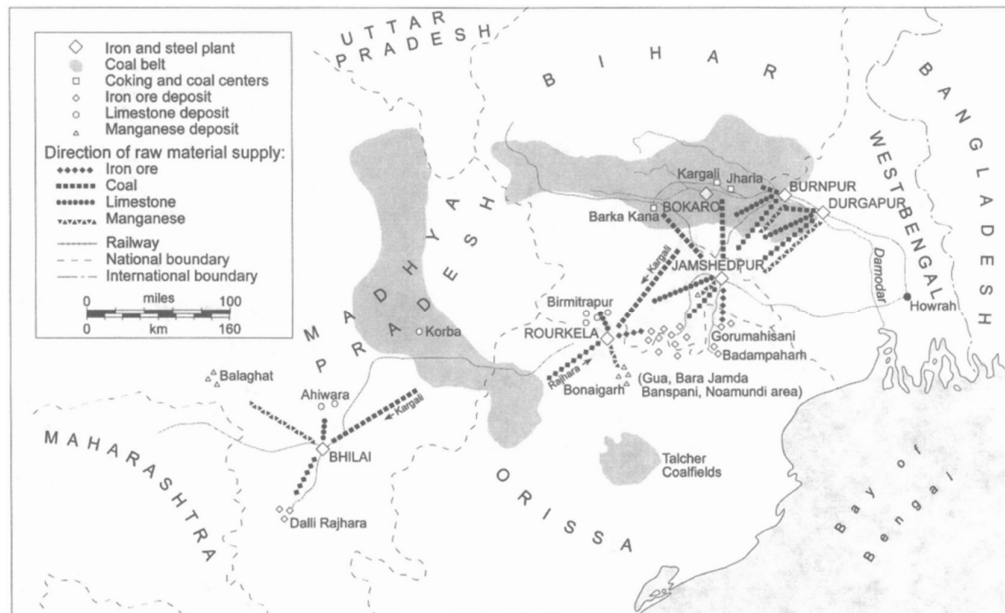 Iron and steel plant
Coal belt
Coking and coal centers
Iron ore deposit
Limestone deposit
Manganese deposit
Direction of raw material supply:
Iron ore
Coal
Limestone
Manganese
Railway
National boundary
International boundary
0 miles 100
0 km 160
UTTAR
PRADESH
BIHAR
BANGLADESH
WEST BENGAL
MADHYA
PRADESH
MADHYA
PRADESH
MAHARASHTRA
ORISSA
Bay of
Bengal
Kargali
Jharia
BURNPUR
BOKARO
DURGAPUR
Barka Kana
Damodar
JAMSHEDPUR
Kargali
Howrah
Birmitrapur
Korba
ROURKELA
Gorumahisani
Badampaharh
Rajhara
Bonaigarh
(Gua, Bara Jamda
Banspani, Noamundi area)
Balaghat
Ahiwara
Kargali
BHILAI
Talcher
Coalfields
Dalli Rajhara